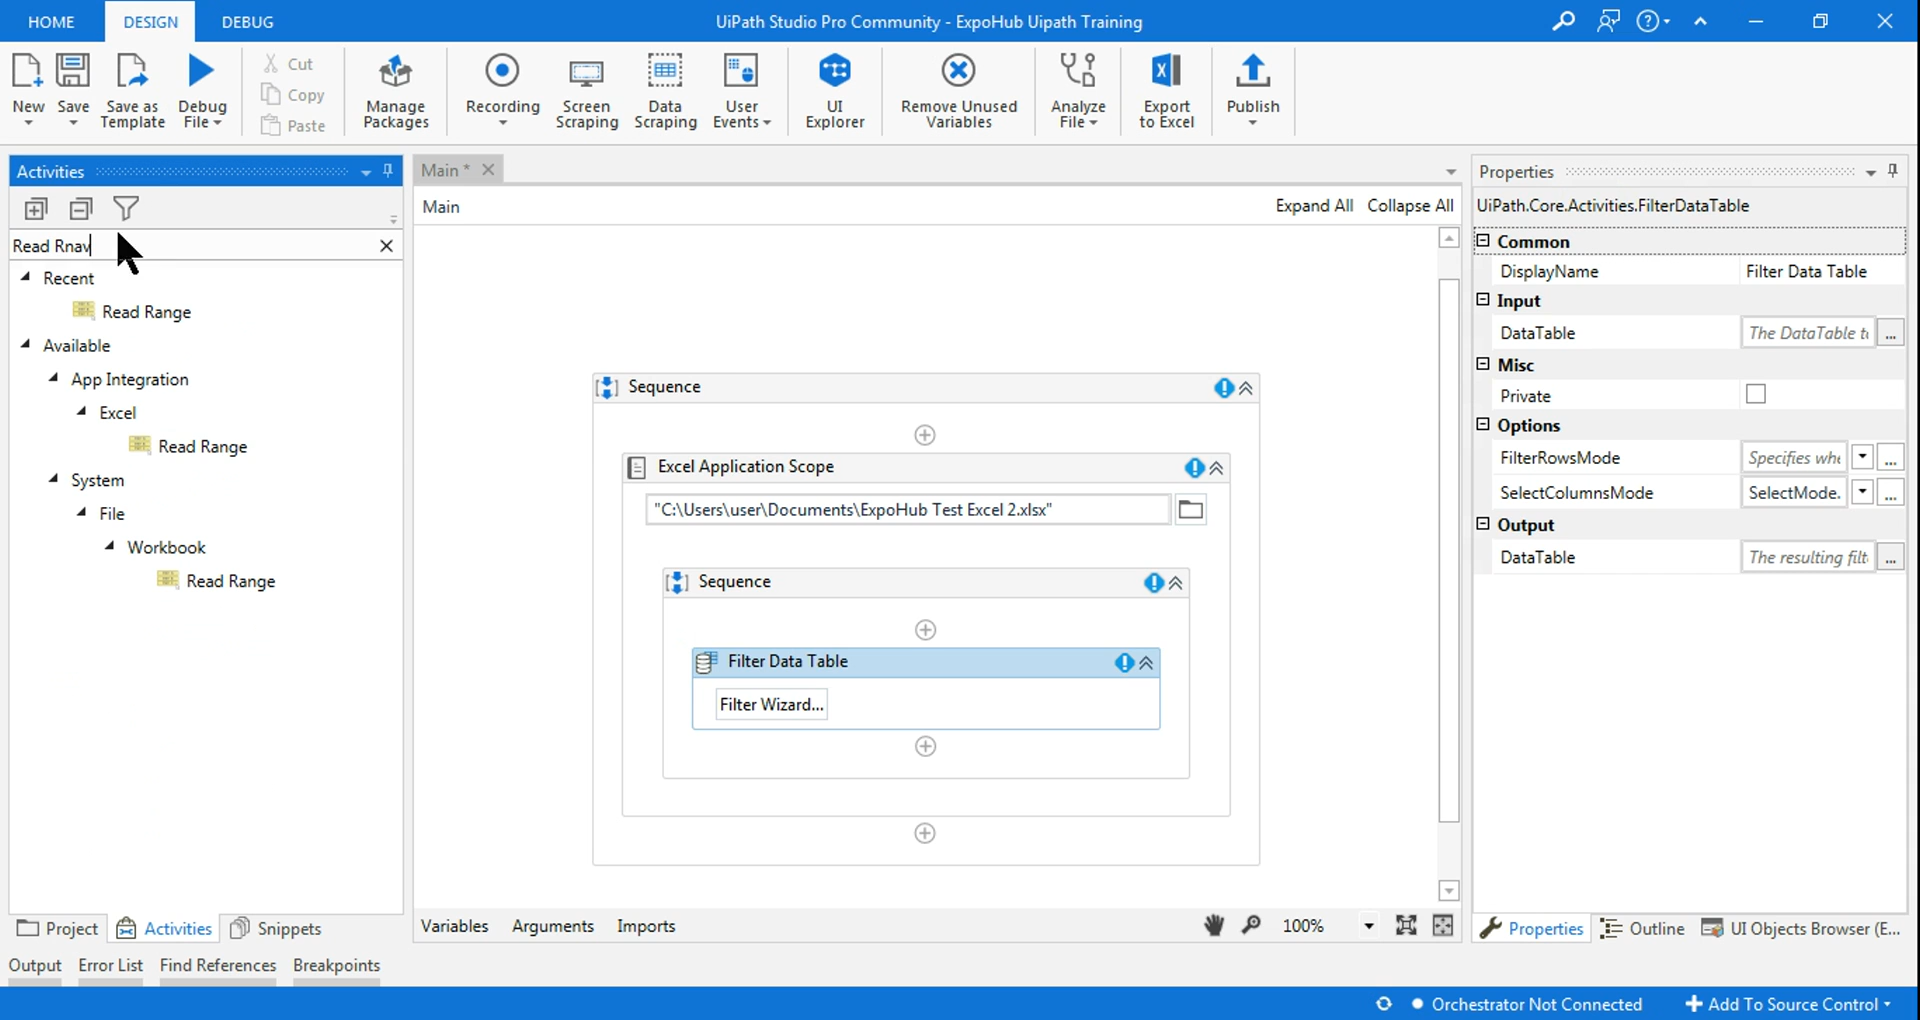 HOME DESIGN DEBUG UiPath Studio Pro Community - ExpoHub Uipath Training
New
Save
Save as
Template
Debug
File
Cut
Copy
Paste
Manage
Packages
Recording
Screen
Scraping
Data
Scraping
User
Events
UI
Explorer
Remove Unused
Variables
Analyze
File
Export
to Excel
Publish
Activities
Read Rnav
Recent
Read Range
Available
App Integration
Excel
Read Range
System
File
Workbook
Read Range
Project Activities Snippets
Main *
Main Expand All Collapse All
Sequence
Excel Application Scope
"C:\Users\user\Documents\ExpoHub Test Excel 2.xlsx"
Sequence
Filter Data Table
Filter Wizard...
Variables Arguments Imports 100%
Properties
UiPath.Core.Activities.FilterDataTable
Common
DisplayName Filter Data Table
Input
DataTable The DataTable t ...
Misc
Private
Options
FilterRowsMode Specifies whe ...
SelectColumnsMode SelectMode. ...
Output
DataTable The resulting filt ...
Properties Outline UI Objects Browser (E...
Output Error List Find References Breakpoints
Orchestrator Not Connected Add To Source Control